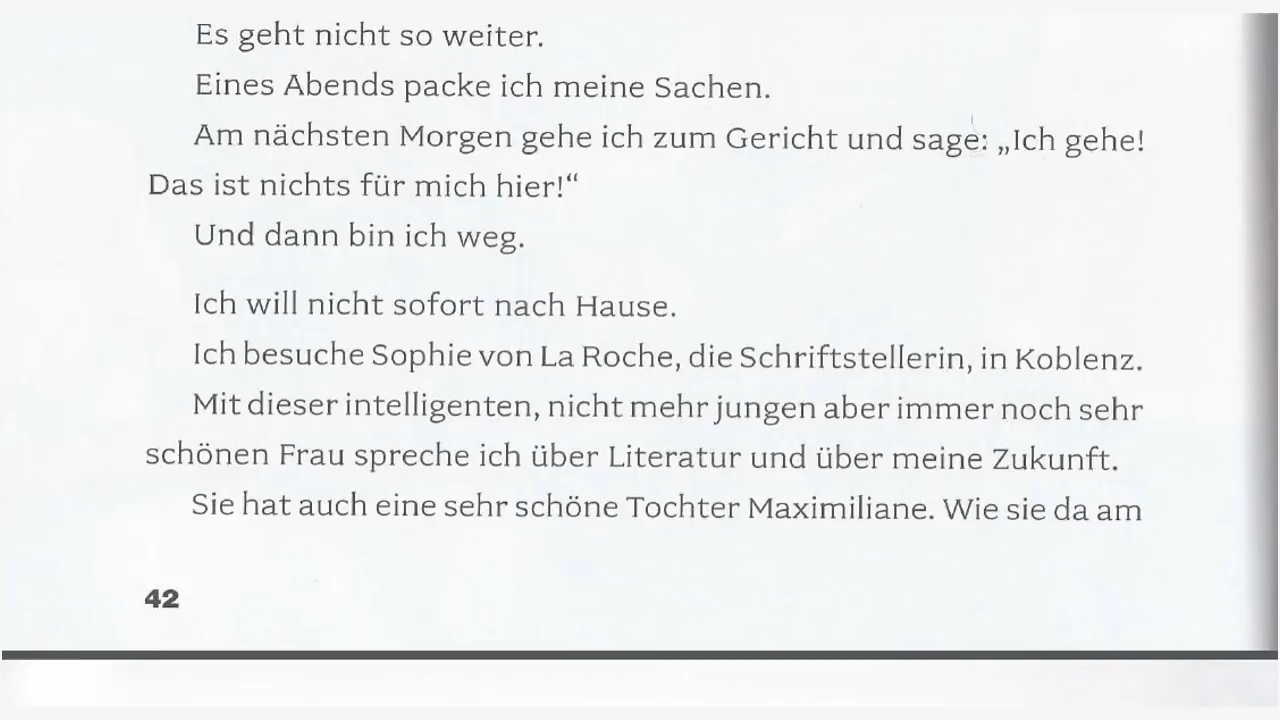 Es geht nicht so weiter.
Eines Abends packe ich meine Sachen.
Am nächsten Morgen gehe ich zum Gericht und sage: „Ich gehe!
Das ist nichts für mich hier!“
Und dann bin ich weg.
Ich will nicht sofort nach Hause.
Ich besuche Sophie von La Roche, die Schriftstellerin, in Koblenz.
Mit dieser intelligenten, nicht mehr jungen aber immer noch sehr
schönen Frau spreche ich über Literatur und über meine Zukunft.
Sie hat auch eine sehr schöne Tochter Maximiliane. Wie sie da am
42